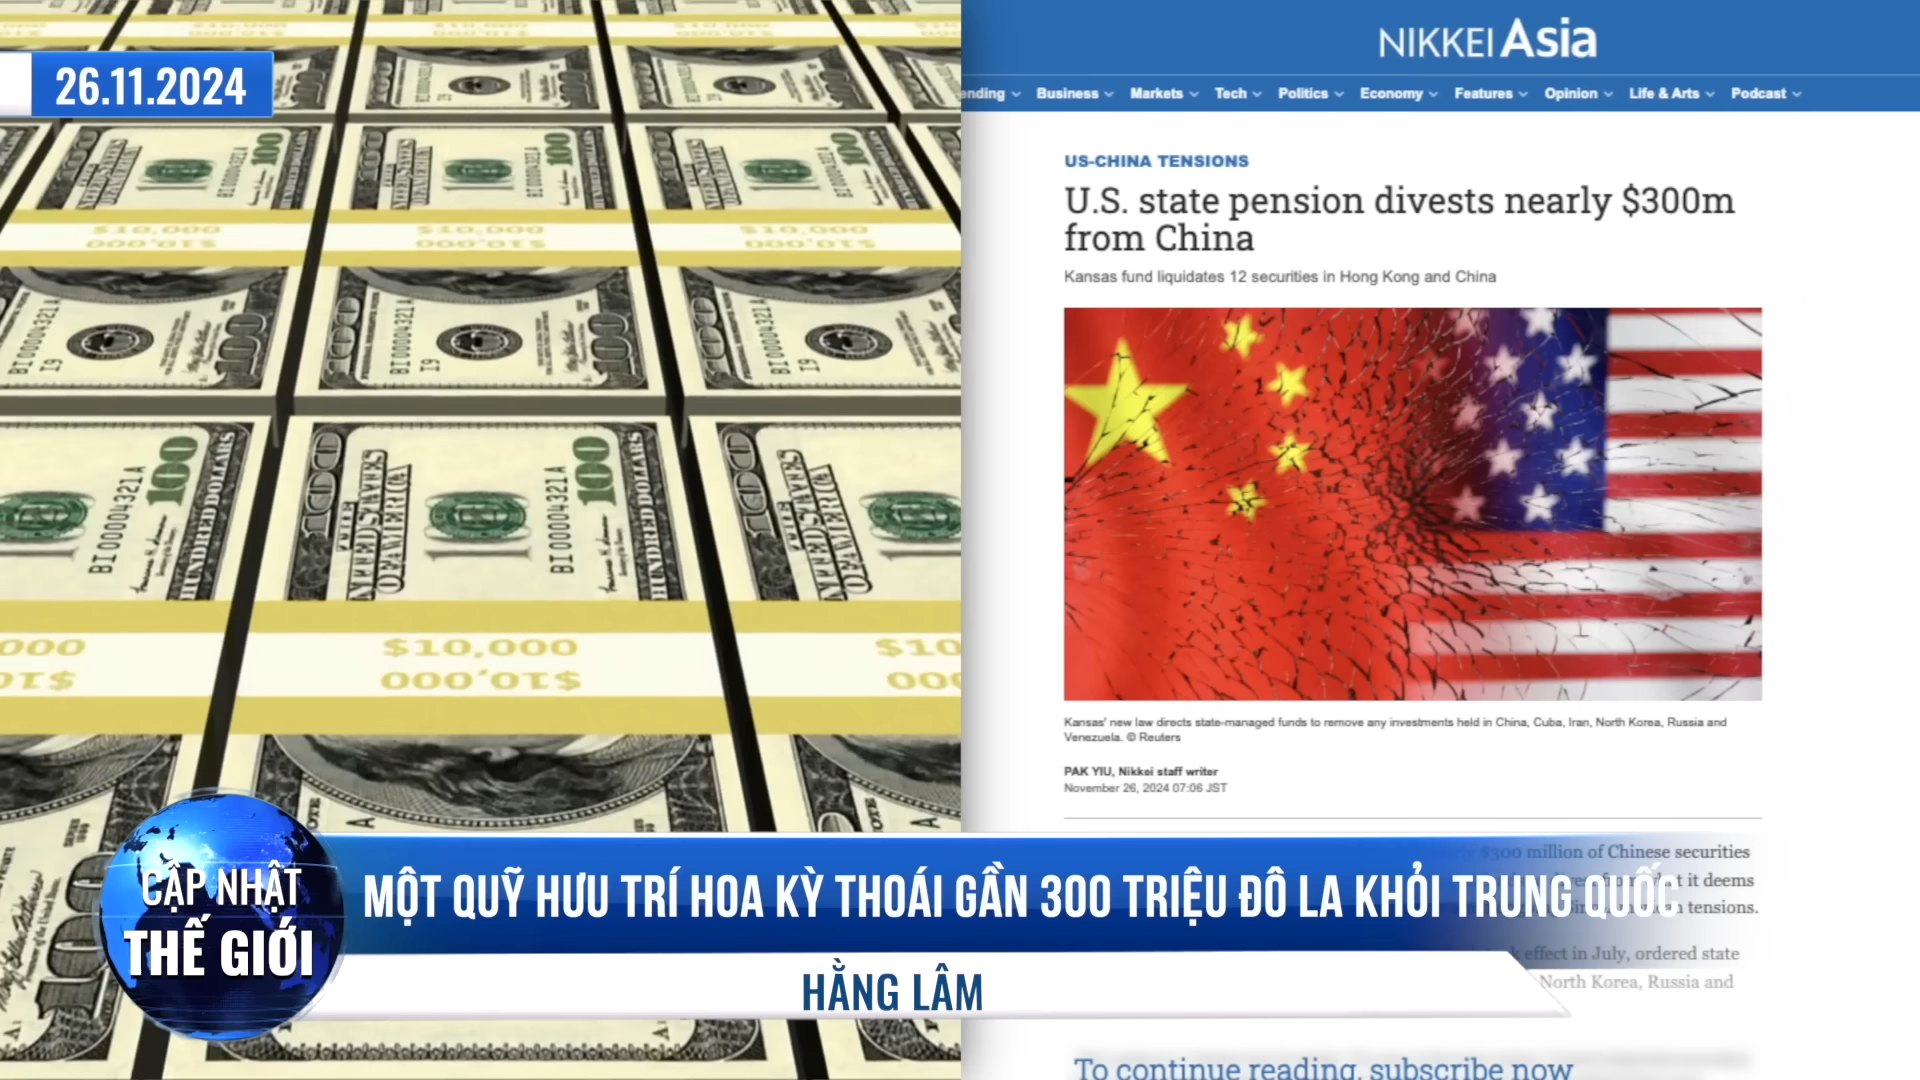 26.11.2024
NIKKEI Asia
Business
Markets
Tech
Politics
Economy
Features
Opinion
Life & Arts
Podcast
US-CHINA TENSIONS
U.S. state pension divests nearly $300m
from China
Kansas fund liquidates 12 securities in Hong Kong and China
Kansas' new law directs state-managed funds to remove any investments held in China, Cuba, Iran, North Korea, Russia and
Venezuela. © Reuters
PAK YIU, Nikkei staff writer
November 26, 2024 07:06 JST
$300 million of Chinese securities
it deems
tensions.
effect in July, ordered state
North Korea, Russia and
To continue reading, subscribe now
$10,000
$10,000
CẬP NHẬT
THẾ GIỚI
MỘT QUỸ HƯU TRÍ HOA KỲ THOÁI GẦN 300 TRIỆU ĐÔ LA KHỎI TRUNG QUỐC
HẰNG LÂM